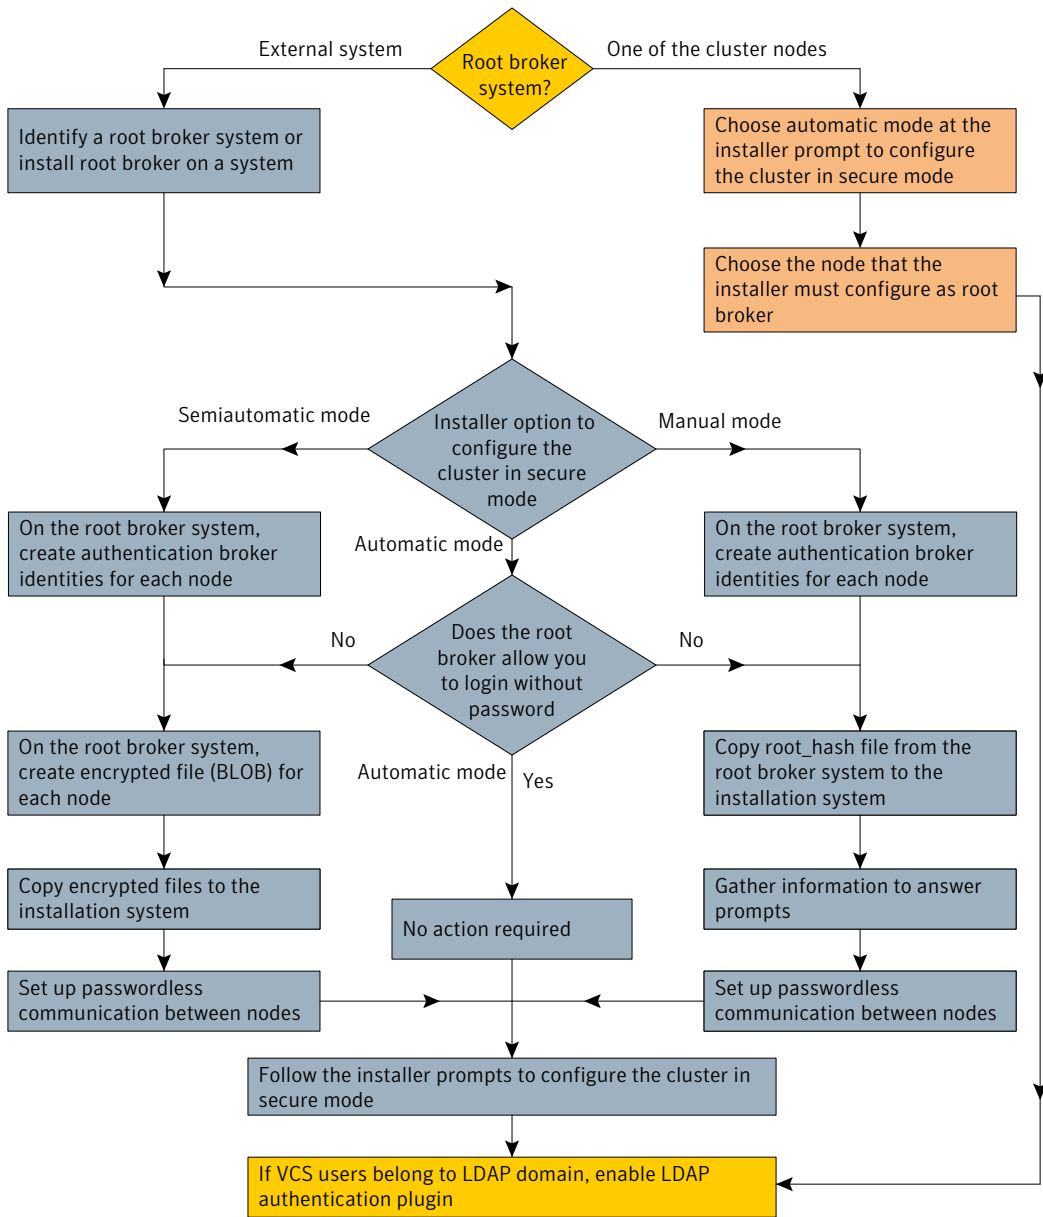 External system
Root broker
system?
One of the cluster nodes
Identify a root broker system or
install root broker on a system
Choose automatic mode at the
installer prompt to configure
the cluster in secure mode
Choose the node that the
installer must configure as root
broker
Semiautomatic mode
Installer option to
configure the
cluster in secure
mode
Manual mode
On the root broker system,
create authentication broker
identities for each node
Automatic mode
On the root broker system,
create authentication broker
identities for each node
No
Does the root
broker allow you
to login without
password
No
On the root broker system,
create encrypted file (BLOB) for
each node
Automatic mode
Yes
Copy root_hash file from the
root broker system to the
installation system
Copy encrypted files to the
installation system
No action required
Gather information to answer
prompts
Set up passwordless
communication between nodes
Set up passwordless
communication between nodes
Follow the installer prompts to configure the cluster in
secure mode
If VCS users belong to LDAP domain, enable LDAP
authentication plugin